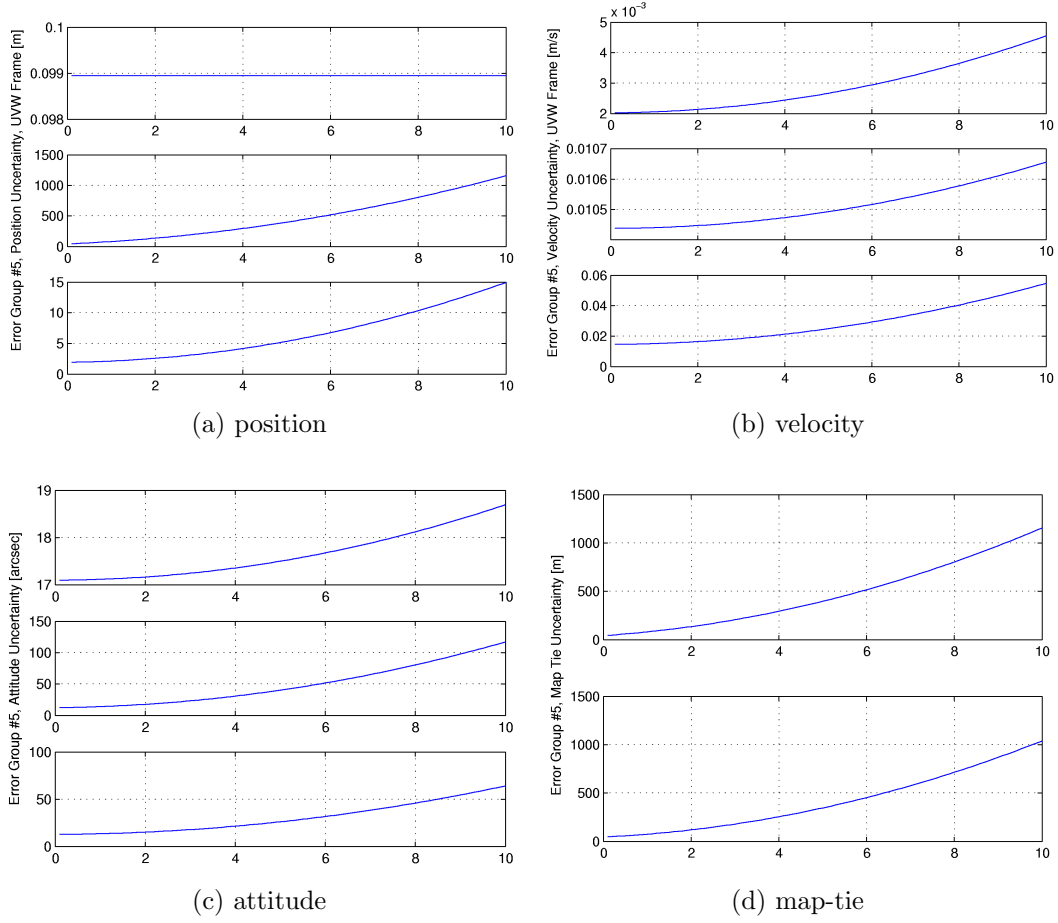 Error Group #5, Position Uncertainty, UVW Frame [m]
0.1
0.099
0.098
0 2 4 6 8 10
1500
1000
500
0
0 2 4 6 8 10
15
10
5
0
0 2 4 6 8 10
(a) position
Error Group #5, Velocity Uncertainty, UVW Frame [m/s]
x 10⁻³
5
4
3
2
0 2 4 6 8 10
0.0107
0.0106
0.0105
0 2 4 6 8 10
0.06
0.04
0.02
0
0 2 4 6 8 10
(b) velocity
Error Group #5, Attitude Uncertainty [arcsec]
19
18
17
0 2 4 6 8 10
150
100
50
0
0 2 4 6 8 10
100
50
0
0 2 4 6 8 10
(c) attitude
Error Group #5, Map Tie Uncertainty [m]
1500
1000
500
0
0 2 4 6 8 10
1500
1000
500
0
0 2 4 6 8 10
(d) map-tie